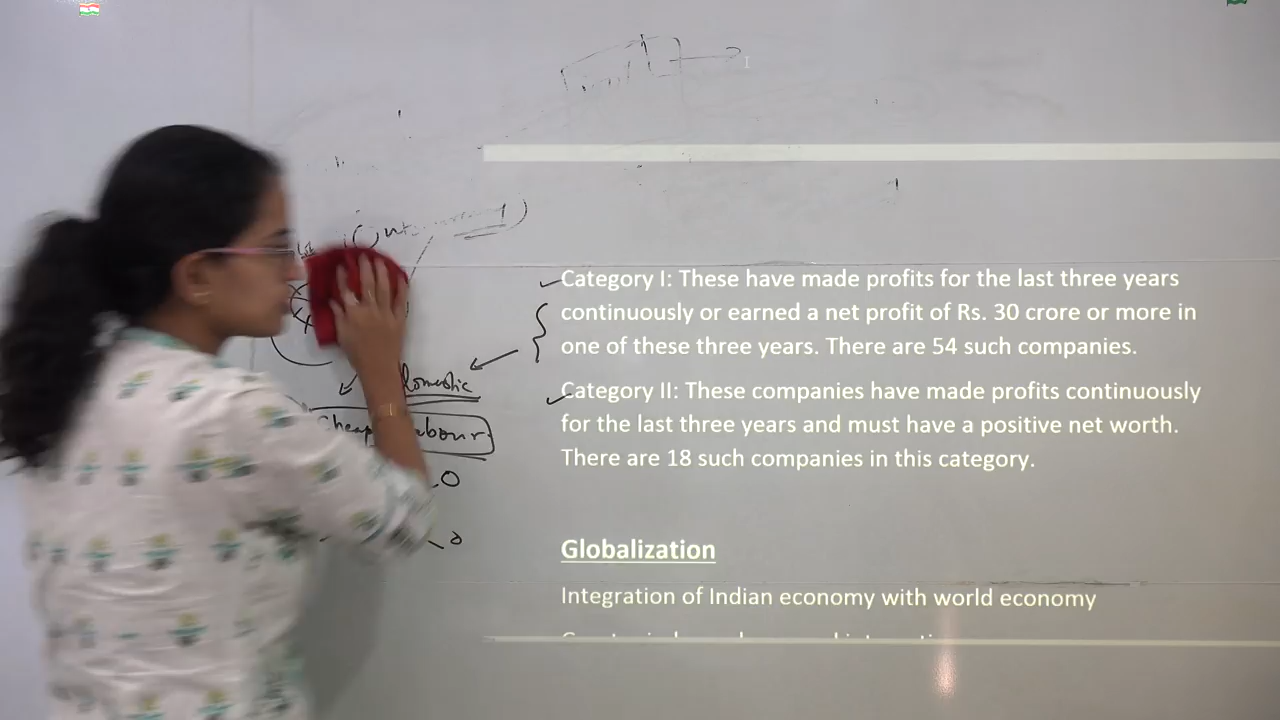 Domestic
Cheap labour
Category I: These have made profits for the last three years
continuously or earned a net profit of Rs. 30 crore or more in
one of these three years. There are 54 such companies.
Category II: These companies have made profits continuously
for the last three years and must have a positive net worth.
There are 18 such companies in this category.
Globalization
Integration of Indian economy with world economy